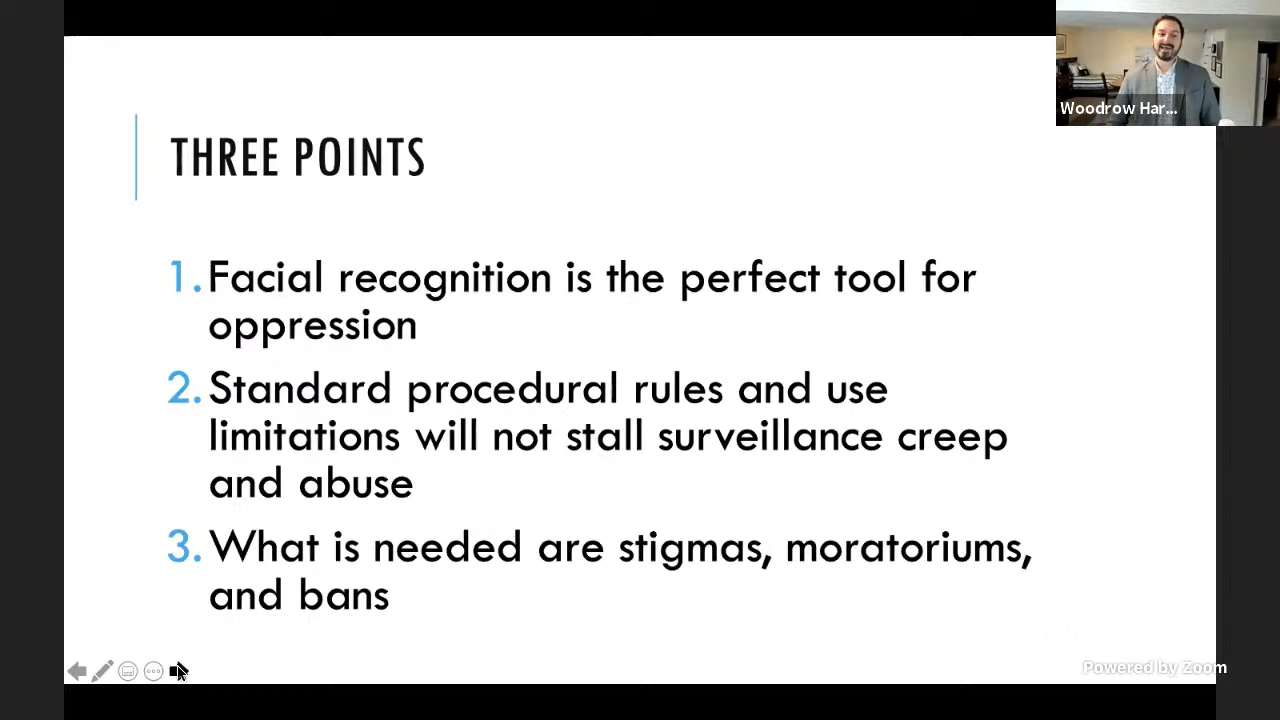 Woodrow Har...
THREE POINTS
1. Facial recognition is the perfect tool for
oppression
2. Standard procedural rules and use
limitations will not stall surveillance creep
and abuse
3. What is needed are stigmas, moratoriums,
and bans
Powered by Zoom